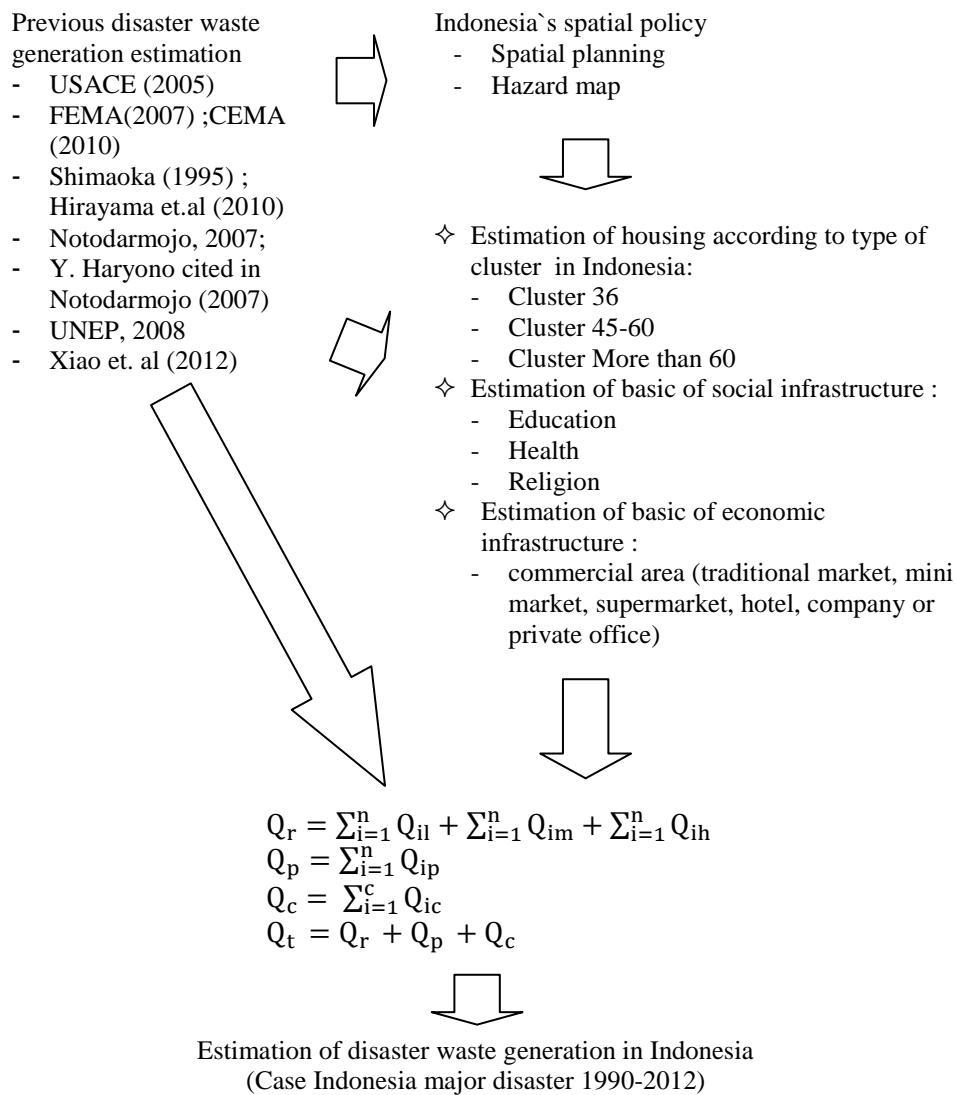 Previous disaster waste
generation estimation
- USACE (2005)
- FEMA(2007) ;CEMA
(2010)
- Shimaoka (1995) ;
Hirayama et.al (2010)
- Notodarmojo, 2007;
- Y. Haryono cited in
Notodarmojo (2007)
- UNEP, 2008
- Xiao et. al (2012)
Indonesia`s spatial policy
- Spatial planning
- Hazard map
✧ Estimation of housing according to type of
cluster in Indonesia:
- Cluster 36
- Cluster 45-60
- Cluster More than 60
✧ Estimation of basic of social infrastructure :
- Education
- Health
- Religion
✧ Estimation of basic of economic
infrastructure :
- commercial area (traditional market, mini
market, supermarket, hotel, company or
private office)
Q_r = ∑_{i=1}^{n} Q_{il} + ∑_{i=1}^{n} Q_{im} + ∑_{i=1}^{n} Q_{ih}
Q_p = ∑_{i=1}^{n} Q_{ip}
Q_c = ∑_{i=1}^{c} Q_{ic}
Q_t = Q_r + Q_p + Q_c
Estimation of disaster waste generation in Indonesia
(Case Indonesia major disaster 1990-2012)